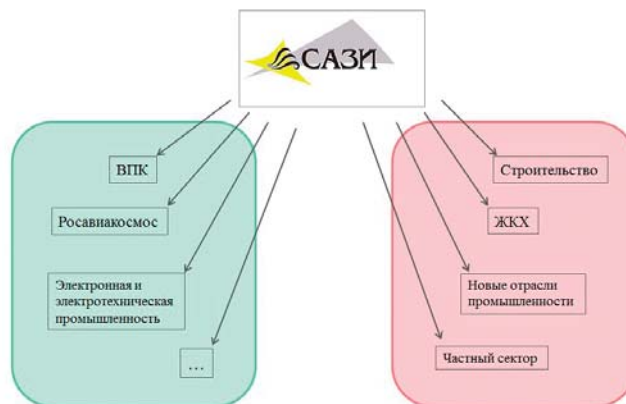 САЗИ
ВПК
Росавиакосмос
Электронная и
электротехническая
промышленность
...
Строительство
ЖКХ
Новые отрасли
промышленности
Частный сектор